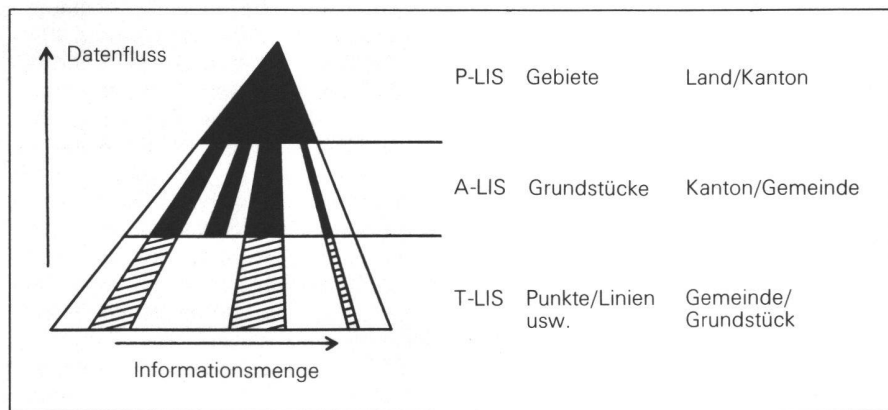 Datenfluss
P-LIS Gebiete Land/Kanton
A-LIS Grundstücke Kanton/Gemeinde
T-LIS Punkte/Linien Gemeinde/
usw. Grundstück
Informationsmenge